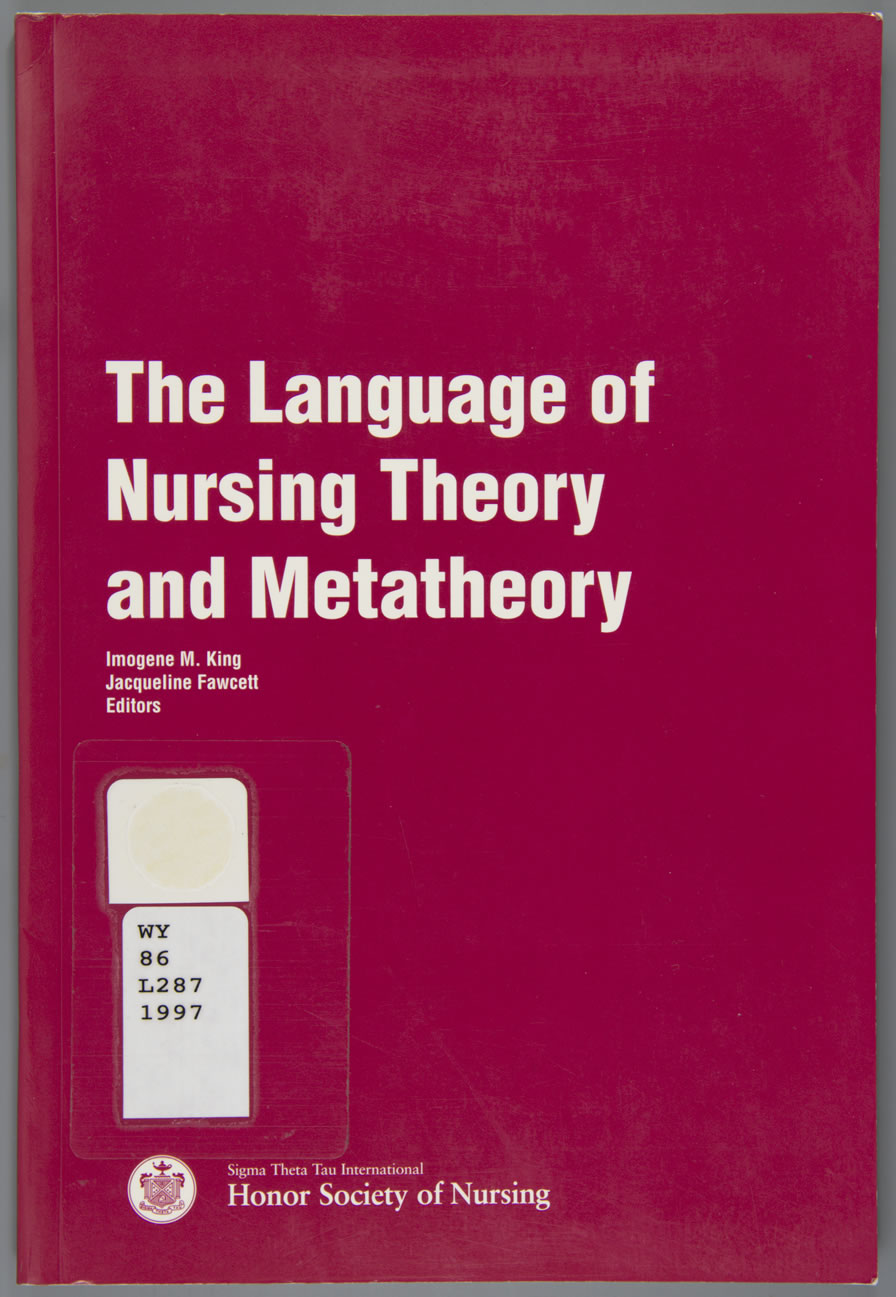 The Language of
Nursing Theory
and Metatheory
Imogene M. King
Jacqueline Fawcett
Editors
WY
86
L287
1997
Sigma Theta Tau International
Honor Society of Nursing